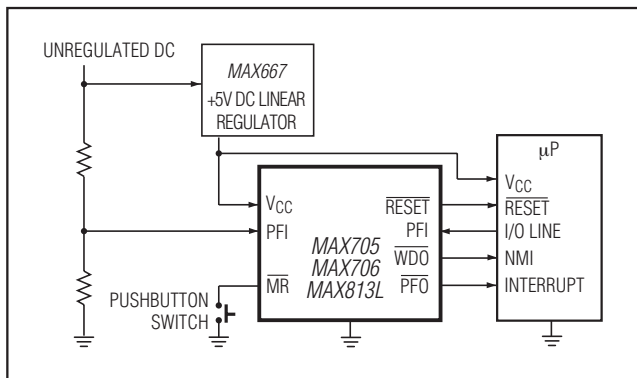 UNREGULATED DC
MAX667
+5V DC LINEAR
REGULATOR
μP
VCC
RESET
I/O LINE
NMI
INTERRUPT
VCC
PFI
MR
MAX705
MAX706
MAX813L
RESET
PFI
WDO
PFO
PUSHBUTTON
SWITCH